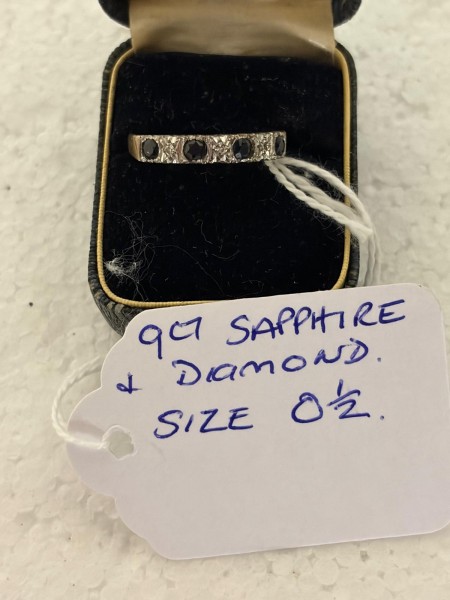 9CT SAPPHIRE
& DIAMOND.
SIZE O½.